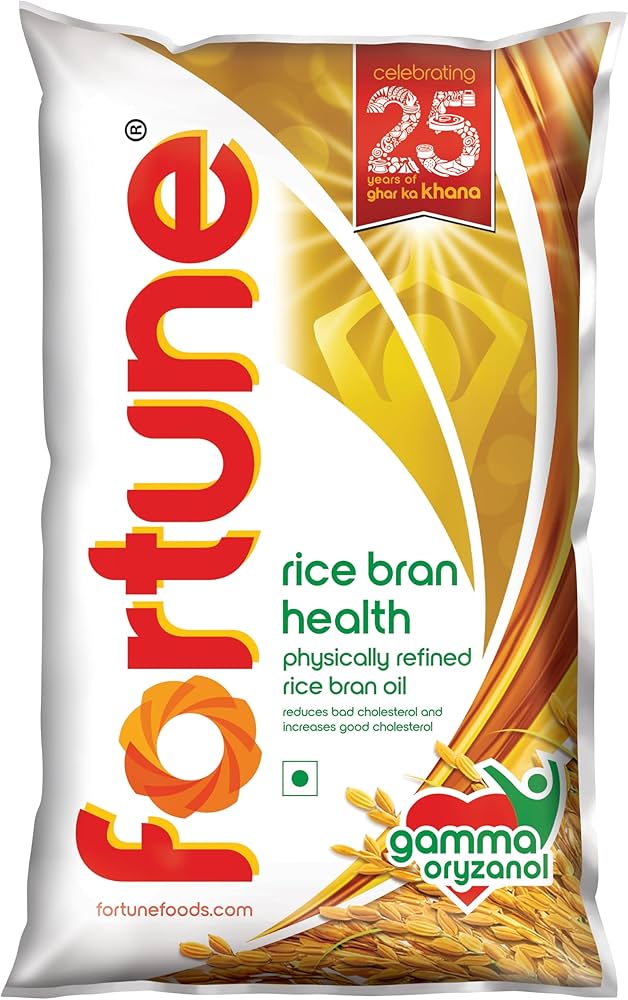 celebrating
25
years of
ghar ka khana
fortune®
rice bran
health
physically refined
rice bran oil
reduces bad cholesterol and
increases good cholesterol
gamma
oryzanol
fortunefoods.com